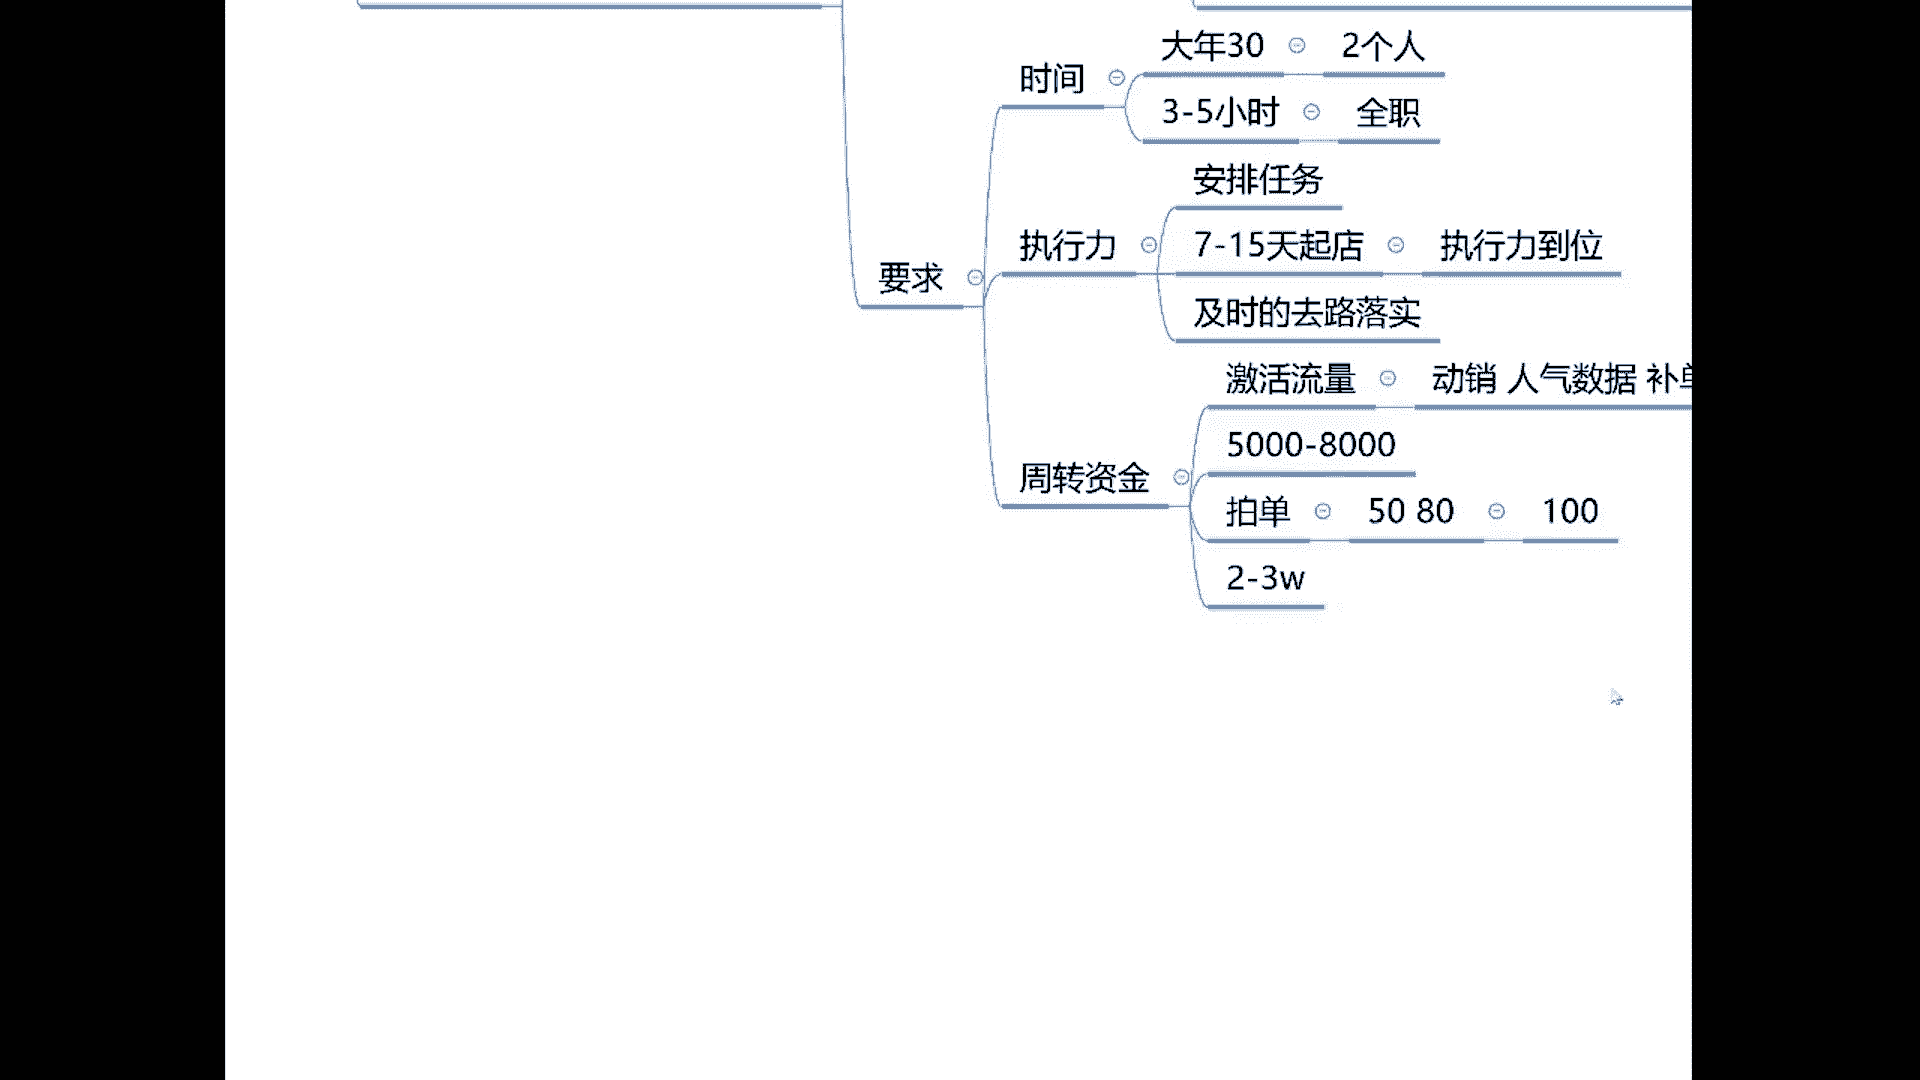 要求
时间
大年30
2个人
3-5小时
全职
执行力
安排任务
7-15天起店
执行力到位
及时的去路落实
周转资金
激活流量
动销 人气数据 补
5000-8000
拍单
50 80
100
2-3w